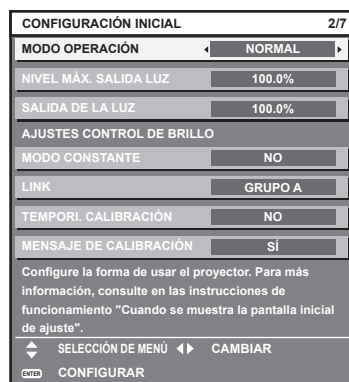 CONFIGURACIÓN INICIAL 2/7
MODO OPERACIÓN NORMAL
NIVEL MÁX. SALIDA LUZ 100.0%
SALIDA DE LA LUZ 100.0%
AJUSTES CONTROL DE BRILLO
MODO CONSTANTE NO
LINK GRUPO A
TEMPORI. CALIBRACIÓN NO
MENSAJE DE CALIBRACIÓN SÍ
Configure la forma de usar el proyector. Para más
información, consulte en las instrucciones de
funcionamiento "Cuando se muestra la pantalla inicial
de ajuste".
SELECCIÓN DE MENÚ CAMBIAR
ENTER CONFIGURAR